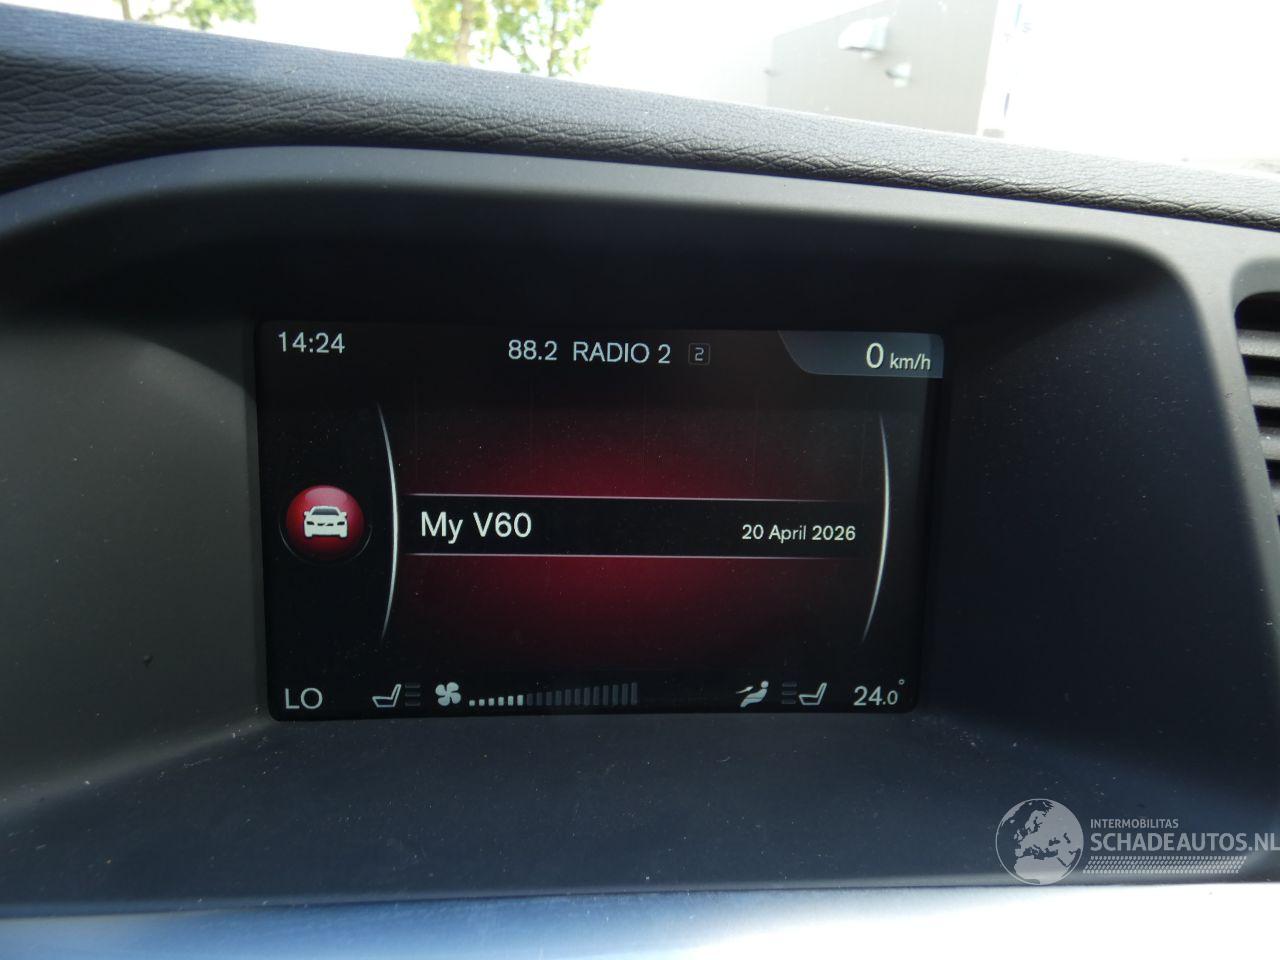 14:24
88.2 RADIO 2 2
0 km/h
My V60
20 April 2026
LO
24.0°
INTERMOBILITAS
SCHADEAUTOS.NL